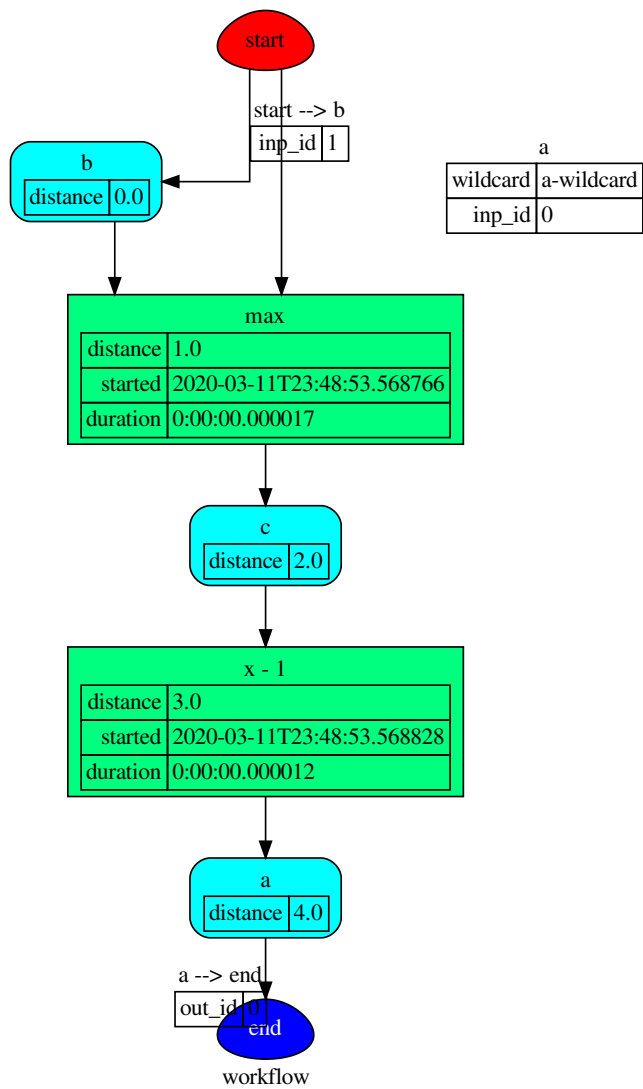 start
start --> b
inp_id 1
a
wildcard a-wildcard
inp_id 0
b
distance 0.0
max
distance 1.0
started 2020-03-11T23:48:53.568766
duration 0:00:00.000017
c
distance 2.0
x - 1
distance 3.0
started 2020-03-11T23:48:53.568828
duration 0:00:00.000012
a
distance 4.0
a --> end
out_id 0
end
workflow